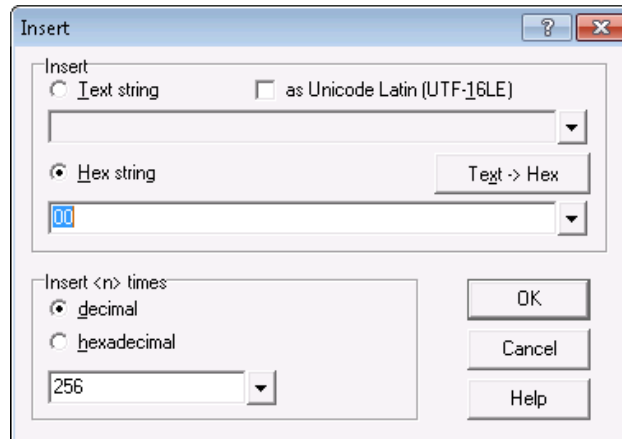 Insert
Insert
Text string
as Unicode Latin (UTF-16LE)
Hex string
Text -> Hex
00
Insert <n> times
decimal
hexadecimal
256
OK
Cancel
Help